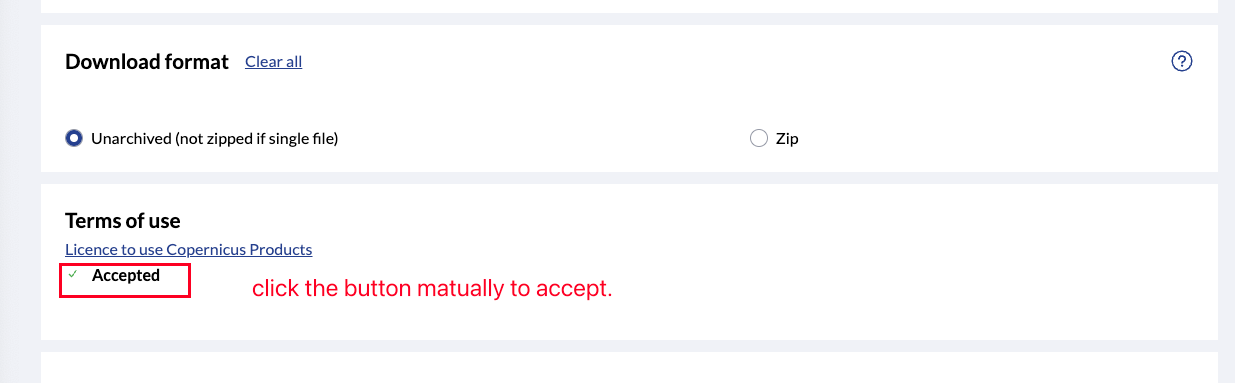 Download format Clear all
Unarchived (not zipped if single file) Zip
Terms of use
Licence to use Copernicus Products
Accepted
click the button matually to accept.